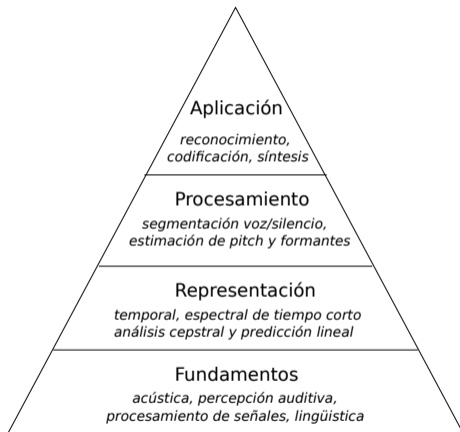 Aplicación
reconocimiento,
codificación, síntesis
Procesamiento
segmentación voz/silencio,
estimación de pitch y formantes
Representación
temporal, espectral de tiempo corto
análisis cepstral y predicción lineal
Fundamentos
acústica, percepción auditiva,
procesamiento de señales, lingüistica